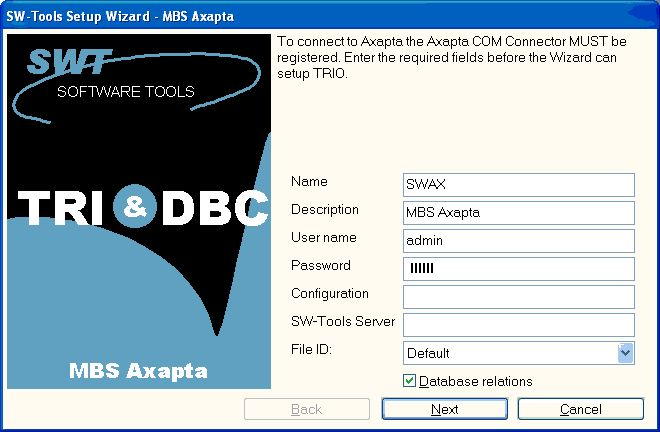 SW-Tools Setup Wizard - MBS Axapta
SWT
SOFTWARE TOOLS
TRI & DBC
MBS Axapta
To connect to Axapta the Axapta COM Connector MUST be
registered. Enter the required fields before the Wizard can
setup TRIO.
Name SWAX
Description MBS Axapta
User name admin
Password
Configuration
SW-Tools Server
File ID: Default
Database relations
Back Next Cancel